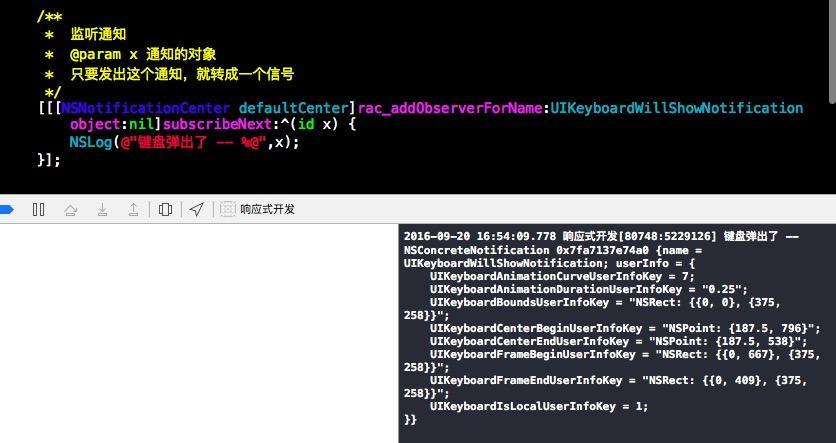 /**
 *  监听通知
 *  @param x 通知的对象
 *  只要发出这个通知，就转成一个信号
 */
[[[NSNotificationCenter defaultCenter]rac_addObserverForName:UIKeyboardWillShowNotification
object:nil]subscribeNext:^(id x) {
NSLog(@"键盘弹出了 -- %@",x);
}];
响应式开发
2016-09-20 16:54:09.778 响应式开发[80748:5229126] 键盘弹出了 --
NSConcreteNotification 0x7fa7137e74a0 {name =
UIKeyboardWillShowNotification; userInfo = {
UIKeyboardAnimationCurveUserInfoKey = 7;
UIKeyboardAnimationDurationUserInfoKey = "0.25";
UIKeyboardBoundsUserInfoKey = "NSRect: {{0, 0}, {375,
258}}";
UIKeyboardCenterBeginUserInfoKey = "NSPoint: {187.5, 796}";
UIKeyboardCenterEndUserInfoKey = "NSPoint: {187.5, 538}";
UIKeyboardFrameBeginUserInfoKey = "NSRect: {{0, 667}, {375,
258}}";
UIKeyboardFrameEndUserInfoKey = "NSRect: {{0, 409}, {375,
258}}";
UIKeyboardIsLocalUserInfoKey = 1;
}}